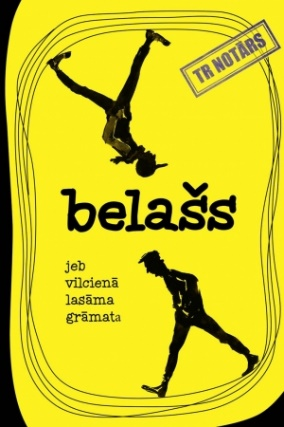 TR NOTĀRS
belašs
jeb
vilcienā
lasāma
grāmata